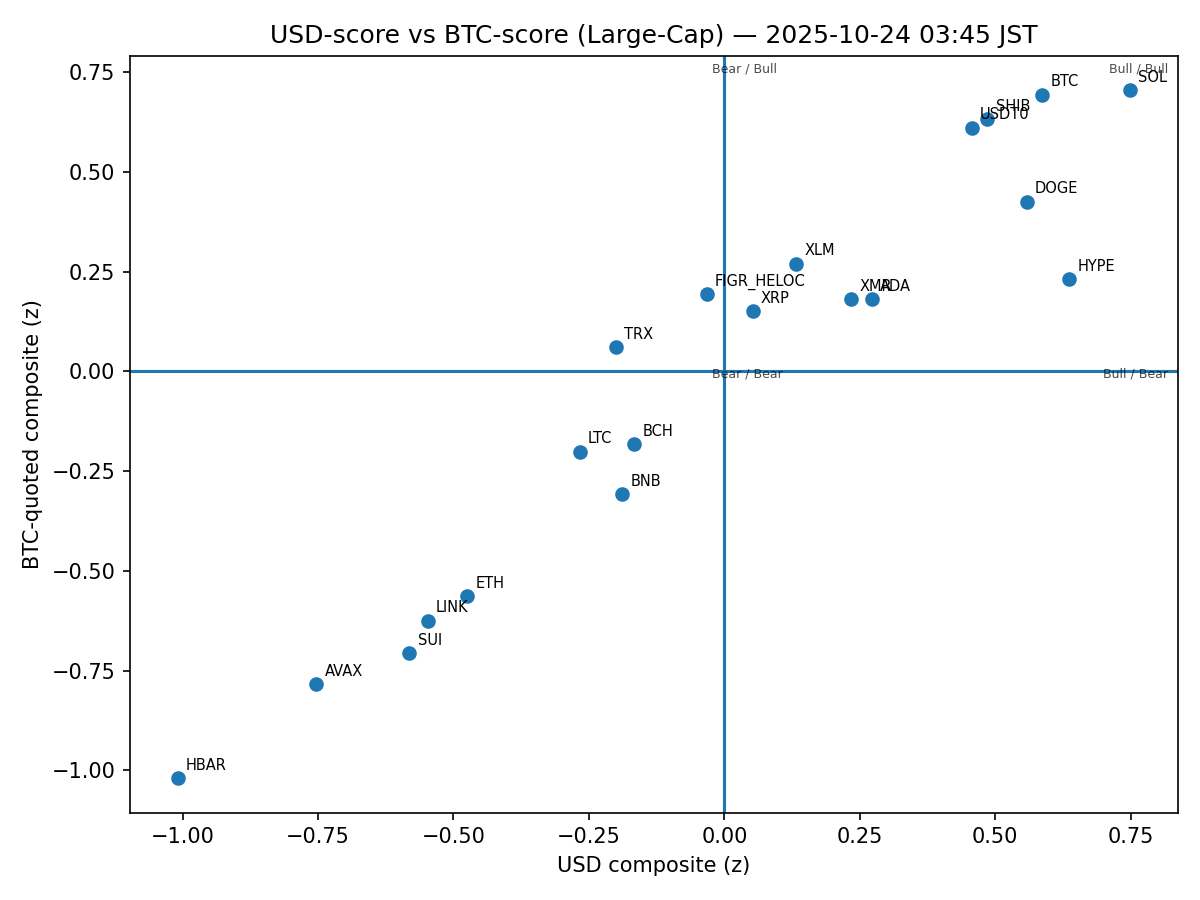 USD-score vs BTC-score (Large-Cap) — 2025-10-24 03:45 JST
Bear / Bull
Bull / Bull
SOL
BTC
SHIB
USDT0
DOGE
HYPE
XLM
FIGR_HELOC
XMR
ADA
XRP
TRX
Bear / Bear
Bull / Bear
LTC
BCH
BNB
ETH
LINK
SUI
AVAX
HBAR
0.75
0.50
0.25
0.00
−0.25
−0.50
−0.75
−1.00
BTC-quoted composite (z)
−1.00
−0.75
−0.50
−0.25
0.00
0.25
0.50
0.75
USD composite (z)